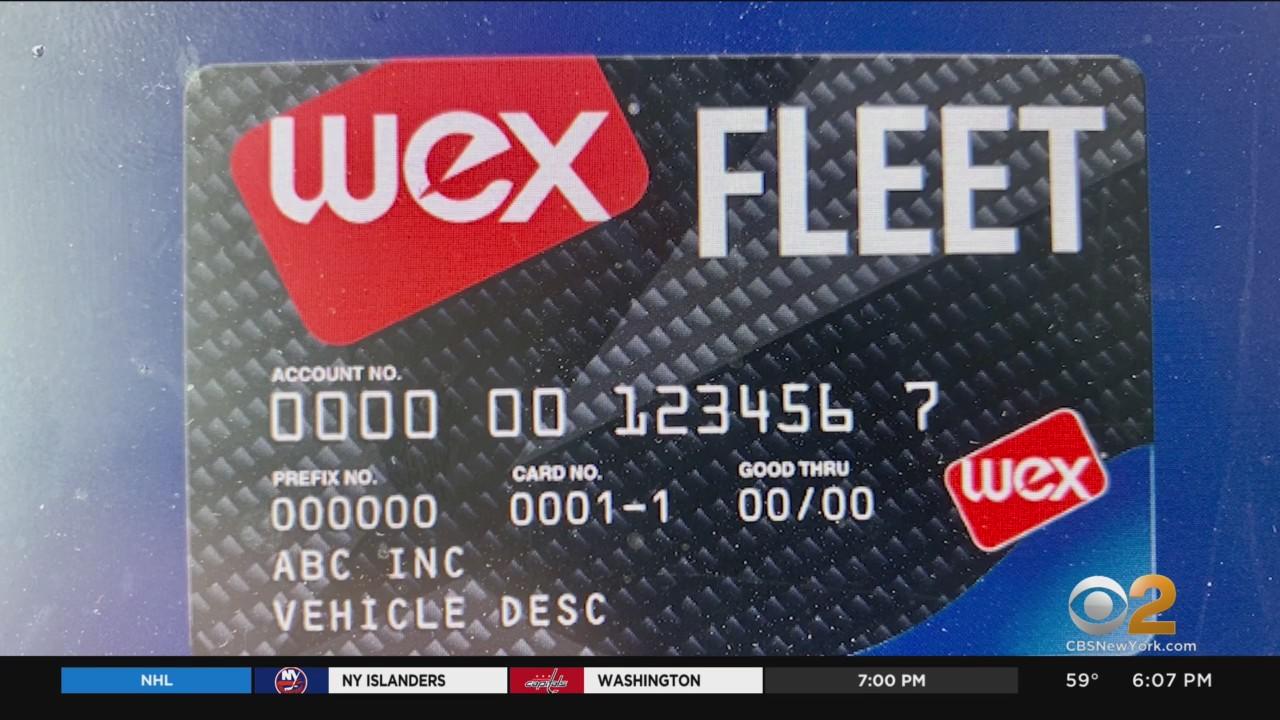 wex FLEET
ACCOUNT NO.
0000 00 123456 7
PREFIX NO. CARD NO. GOOD THRU
000000 0001-1 00/00
wex
ABC INC
VEHICLE DESC
2
CBSNewYork.com
NHL NY NY ISLANDERS capitals WASHINGTON 7:00 PM 59° 6:07 PM